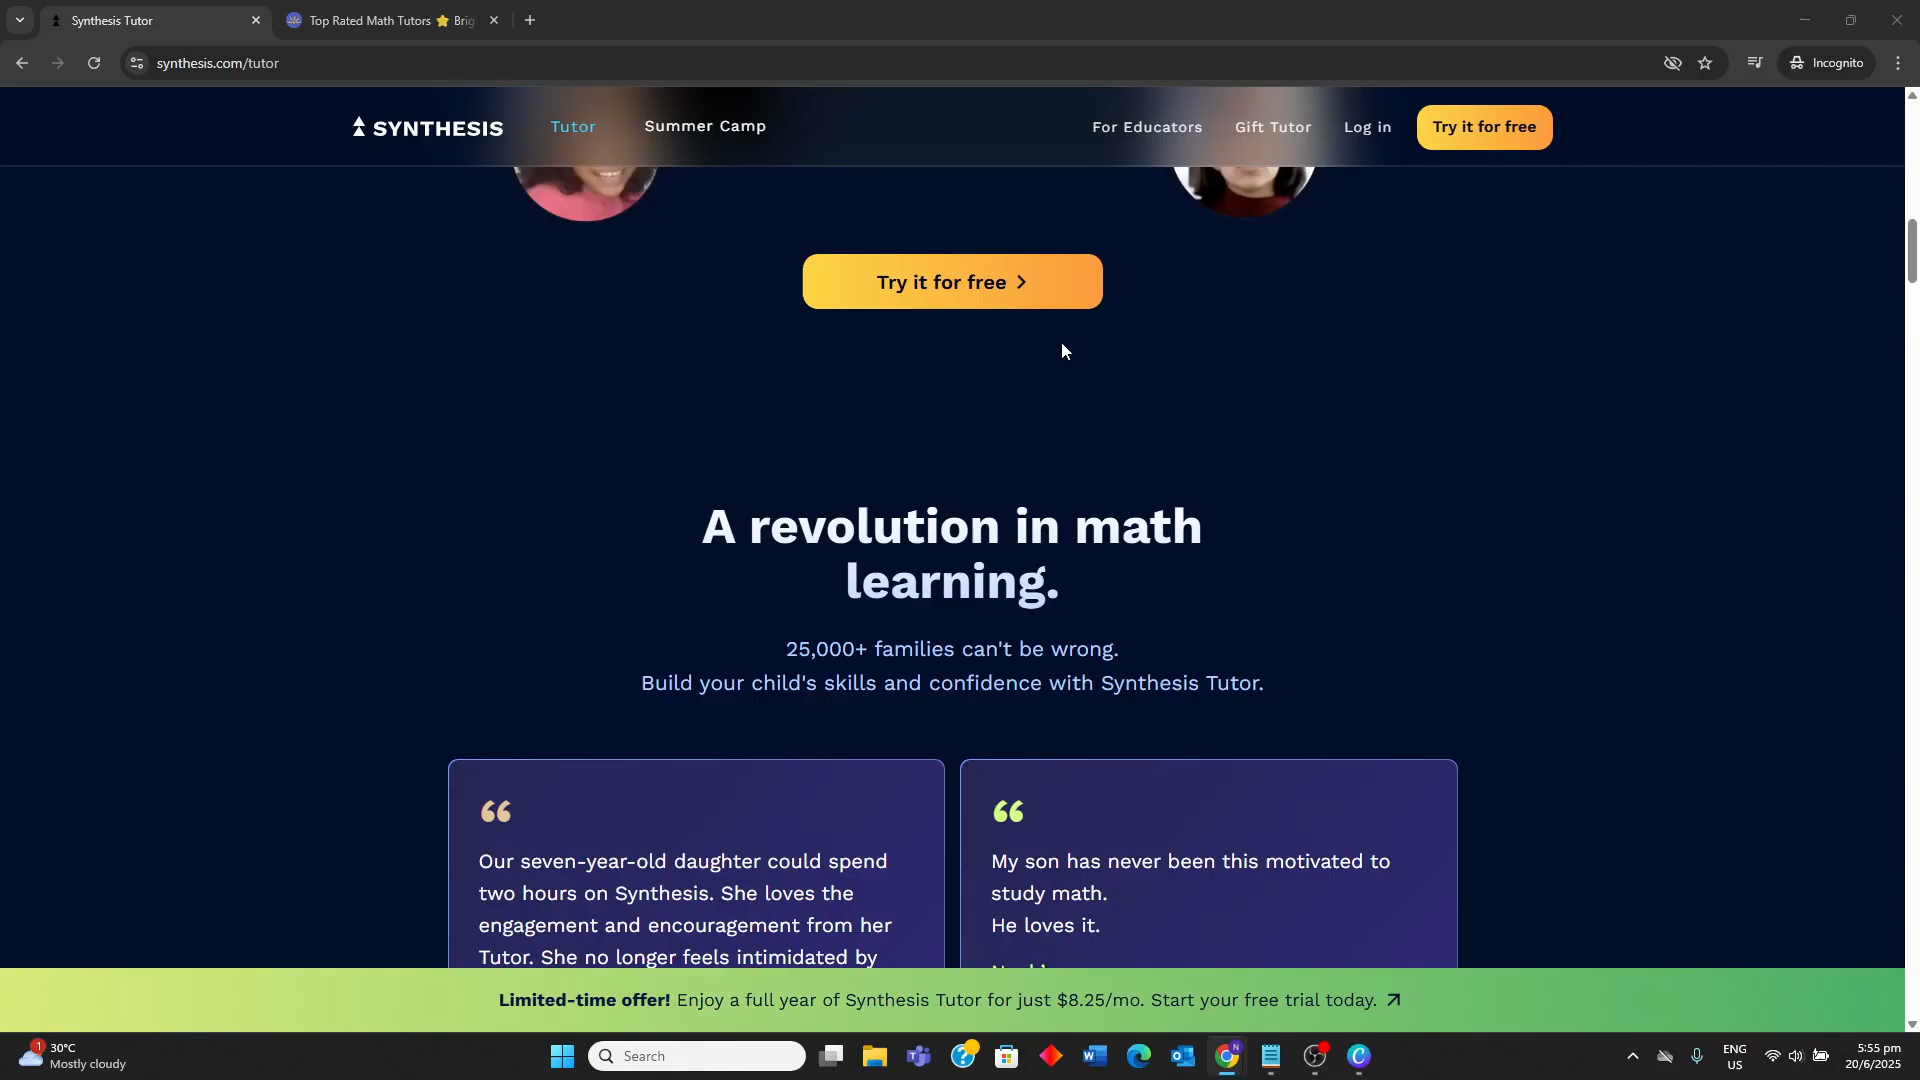 Synthesis Tutor
Top Rated Math Tutors ⭐ Brig
synthesis.com/tutor
Incognito
SYNTHESIS
Tutor
Summer Camp
For Educators
Gift Tutor
Log in
Try it for free
Try it for free
A revolution in math
learning.
25,000+ families can't be wrong.
Build your child's skills and confidence with Synthesis Tutor.
Our seven-year-old daughter could spend
two hours on Synthesis. She loves the
engagement and encouragement from her
Tutor. She no longer feels intimidated by
My son has never been this motivated to
study math.
He loves it.
Limited-time offer! Enjoy a full year of Synthesis Tutor for just $8.25/mo. Start your free trial today.
1
30°C
Mostly cloudy
Search
ENG
US
5:55 pm
20/6/2025